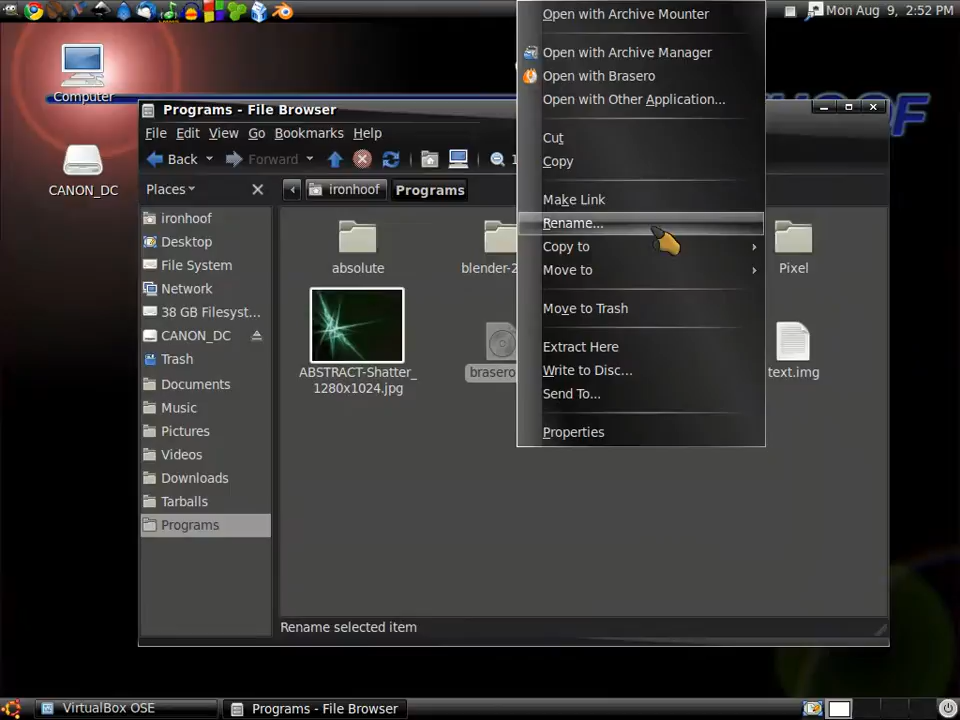 Mon Aug 9, 2:52 PM
Computer
CANON_DC
Programs - File Browser
File Edit View Go Bookmarks Help
Back Forward
Places
ironhoof Programs
ironhoof
Desktop
File System
Network
38 GB Filesyst...
CANON_DC
Trash
Documents
Music
Pictures
Videos
Downloads
Tarballs
Programs
absolute
Pixel
ABSTRACT-Shatter_
1280x1024.jpg
brasero
text.img
Open with Archive Mounter
Open with Archive Manager
Open with Brasero
Open with Other Application...
Cut
Copy
Make Link
Rename...
Copy to
Move to
Move to Trash
Extract Here
Write to Disc...
Send To...
Properties
Rename selected item
VirtualBox OSE
Programs - File Browser